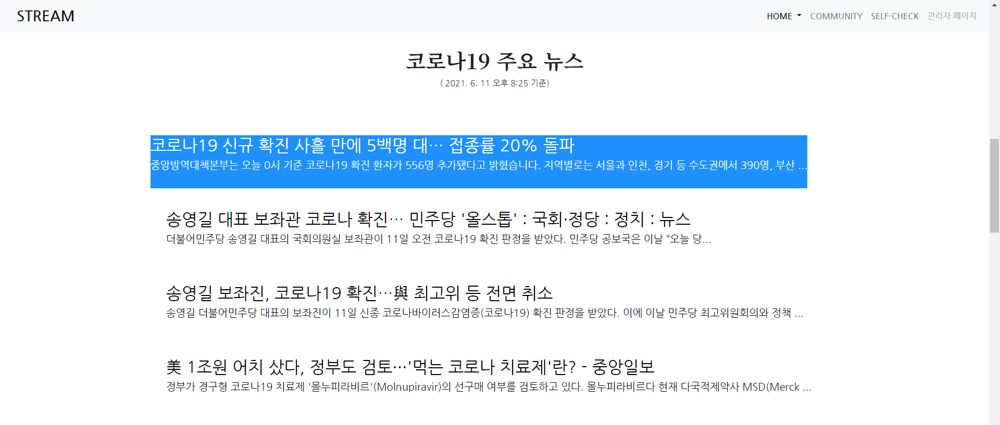 STREAM
HOME COMMUNITY SELF-CHECK 관리자 페이지
코로나19 주요 뉴스
( 2021. 6. 11 오후 8:25 기준)
코로나19 신규 확진 사흘 만에 5백명 대… 접종률 20% 돌파
중앙방역대책본부는 오늘 0시 기준 코로나19 확진 환자가 556명 추가됐다고 밝혔습니다. 지역별로는 서울과 인천, 경기 등 수도권에서 390명, 부산 ...
송영길 대표 보좌관 코로나 확진… 민주당 '올스톱' : 국회·정당 : 정치 : 뉴스
더불어민주당 송영길 대표의 국회의원실 보좌관이 11일 오전 코로나19 확진 판정을 받았다. 민주당 공보국은 이날 “오늘 당...
송영길 보좌진, 코로나19 확진…與 최고위 등 전면 취소
송영길 더불어민주당 대표의 보좌진이 11일 신종 코로나바이러스감염증(코로나19) 확진 판정을 받았다. 이에 이날 민주당 최고위원회의와 정책 ...
美 1조원 어치 샀다, 정부도 검토…'먹는 코로나 치료제'란? - 중앙일보
정부가 경구형 코로나19 치료제 '몰누피라비르'(Molnupiravir)의 선구매 여부를 검토하고 있다. 몰누피라비르다 현재 다국적제약사 MSD(Merck ...